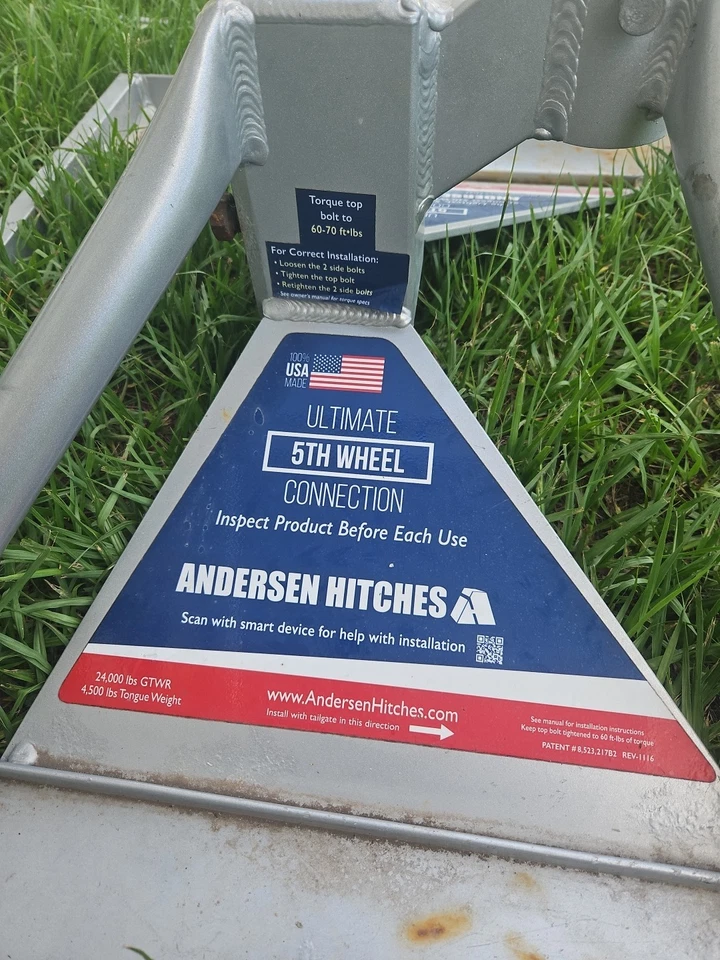 Torque top
bolt to
60-70 ft•lbs
For Correct Installation:
• Loosen the 2 side bolts
• Tighten the top bolt
• Retighten the 2 side bolts
See owner's manual for torque specs
100%
USA
MADE
ULTIMATE
5TH WHEEL
CONNECTION
Inspect Product Before Each Use
ANDERSEN HITCHES
Scan with smart device for help with installation
24,000 lbs GTWR
4,500 lbs Tongue Weight
www.AndersenHitches.com
Install with tailgate in this direction
See manual for installation instructions
Keep top bolt tightened to 60 ft-lbs of torque
PATENT # 8,523,217B2 REV-1116